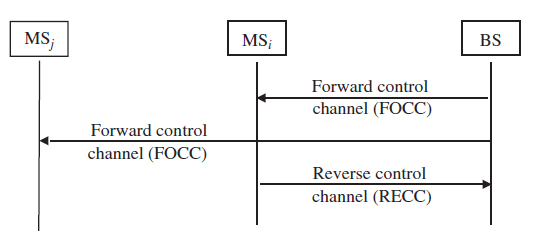 MSj MSi BS
Forward control
channel (FOCC)
Forward control
channel (FOCC)
Reverse control
channel (RECC)